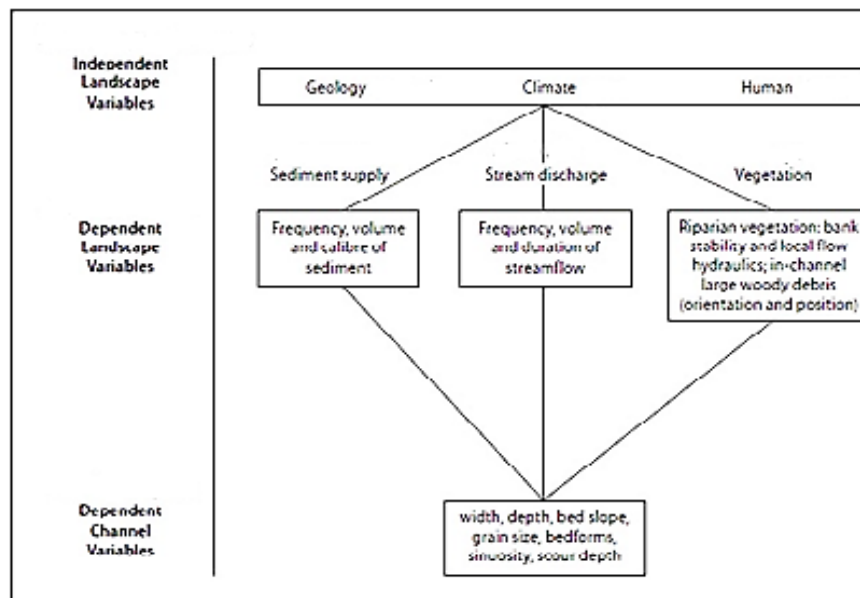 Independent
Landscape
Variables
Geology Climate Human
Sediment supply Stream discharge Vegetation
Dependent
Landscape
Variables
Frequency, volume
and calibre of
sediment
Frequency, volume
and duration of
streamflow
Riparian vegetation: bank
stability and local flow
hydraulics; in-channel
large woody debris
(orientation and position)
Dependent
Channel
Variables
width, depth, bed slope,
grain size, bedforms,
sinuosity, scour depth